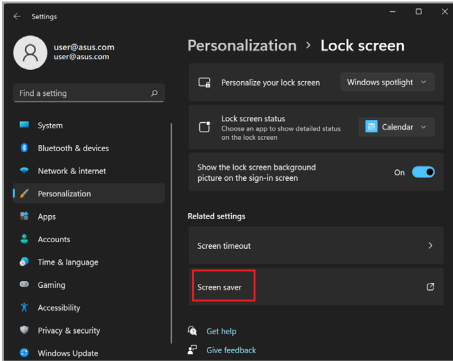 Settings
user@asus.com
user@asus.com
Find a setting
System
Bluetooth & devices
Network & internet
Personalization
Apps
Accounts
Time & language
Gaming
Accessibility
Privacy & security
Windows Update
Personalization > Lock screen
Personalize your lock screen
Windows spotlight
Lock screen status
Choose an app to show detailed status
on the lock screen
Calendar
Show the lock screen background
picture on the sign-in screen
On
Related settings
Screen timeout
Screen saver
Get help
Give feedback